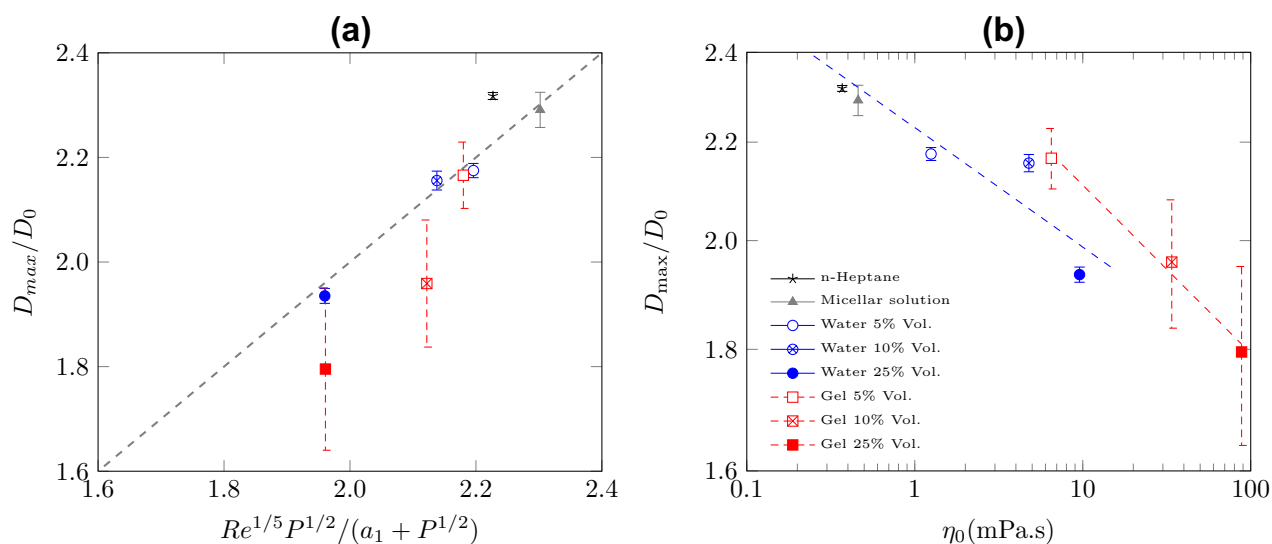 (a)
2.4
2.2
2.0
1.8
1.6
D_{max}/D_0
1.6 1.8 2.0 2.2 2.4
Re^{1/5}P^{1/2}/(a_1 + P^{1/2})
(b)
2.4
2.2
2.0
1.8
1.6
D_{max}/D_0
n-Heptane
Micellar solution
Water 5% Vol.
Water 10% Vol.
Water 25% Vol.
Gel 5% Vol.
Gel 10% Vol.
Gel 25% Vol.
0.1 1 10 100
η_0(mPa.s)